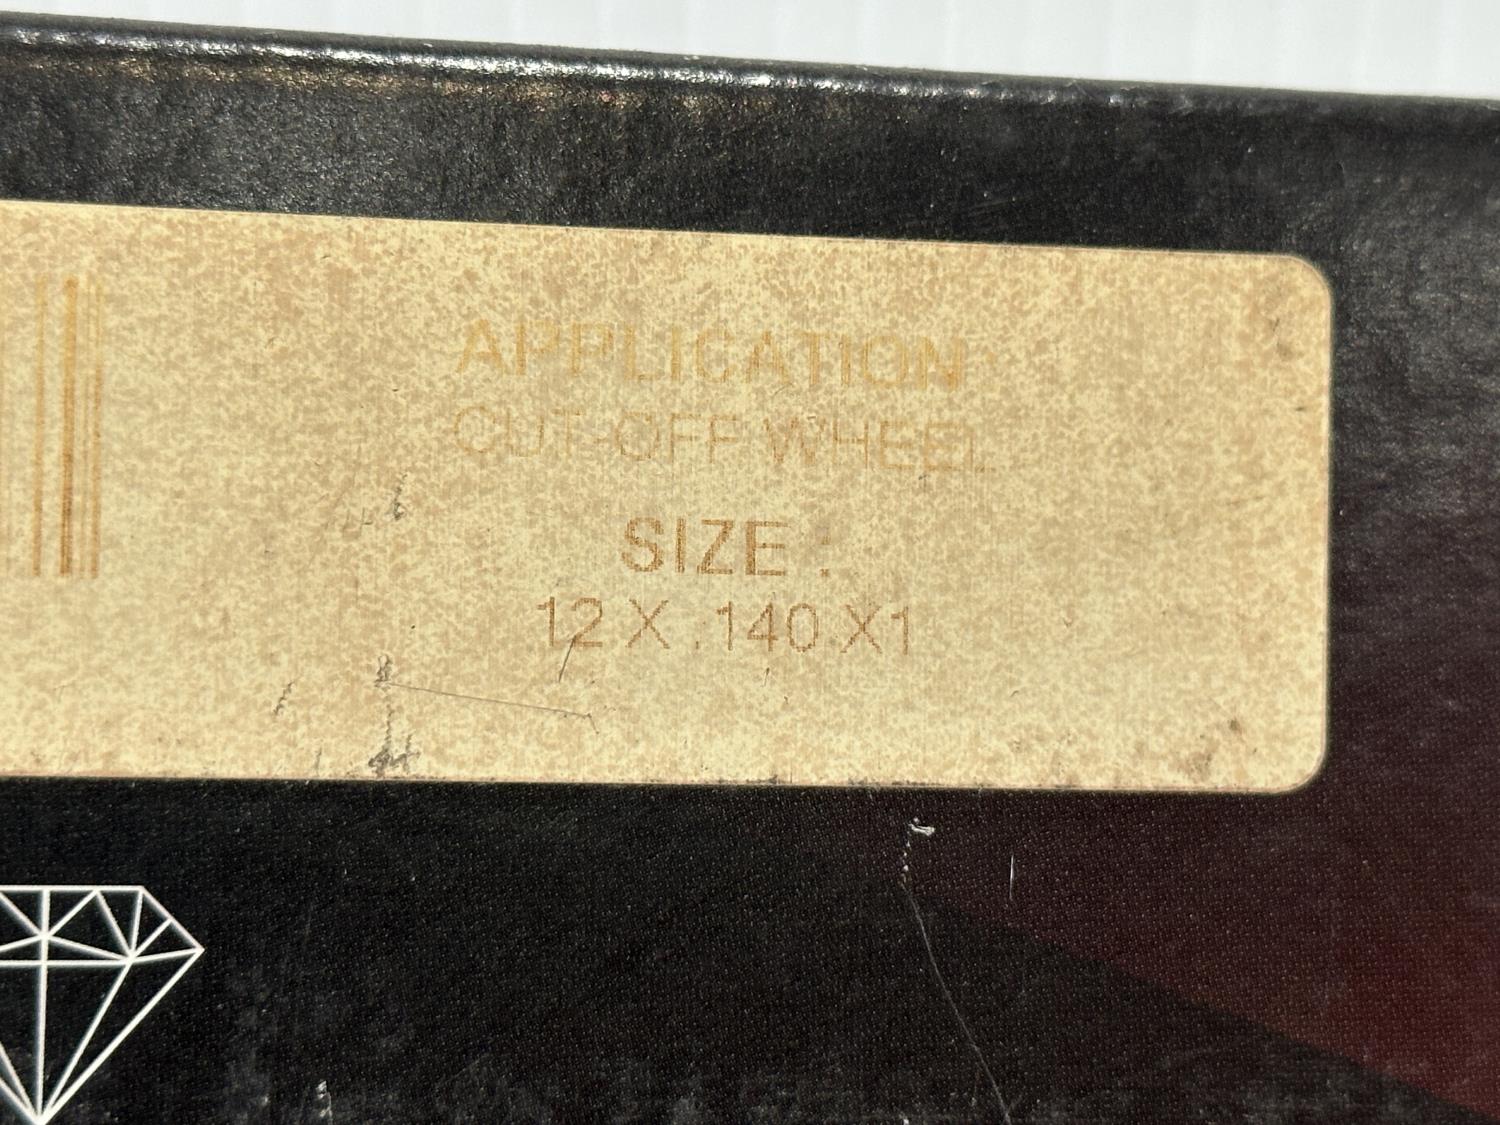 APPLICATION
CUT-OFF WHEEL
SIZE :
12 X .140 X1